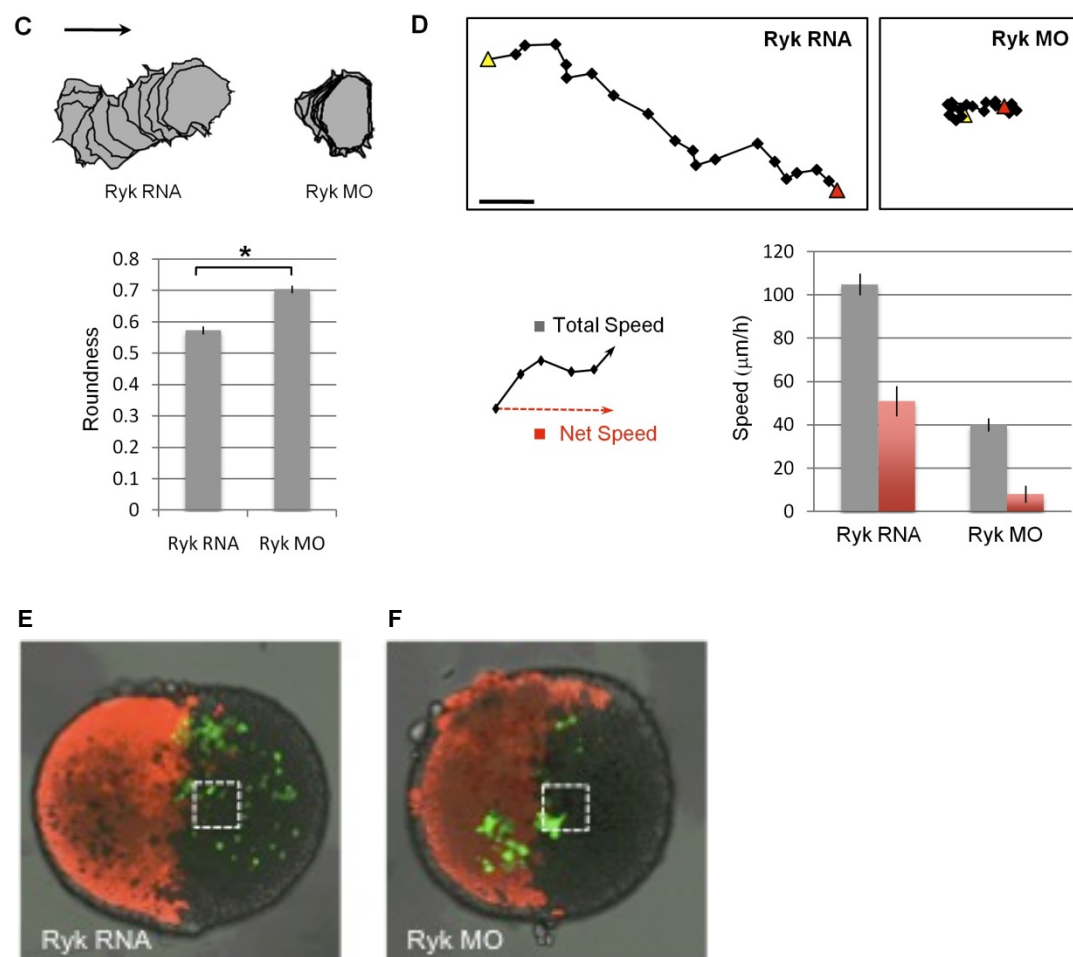 C
Ryk RNA
Ryk MO
D
Ryk RNA
Ryk MO
*
0.8
0.7
0.6
0.5
0.4
0.3
0.2
0.1
0
Roundness
Ryk RNA
Ryk MO
Total Speed
Net Speed
120
100
80
60
40
20
0
Speed (µm/h)
Ryk RNA
Ryk MO
E
Ryk RNA
F
Ryk MO